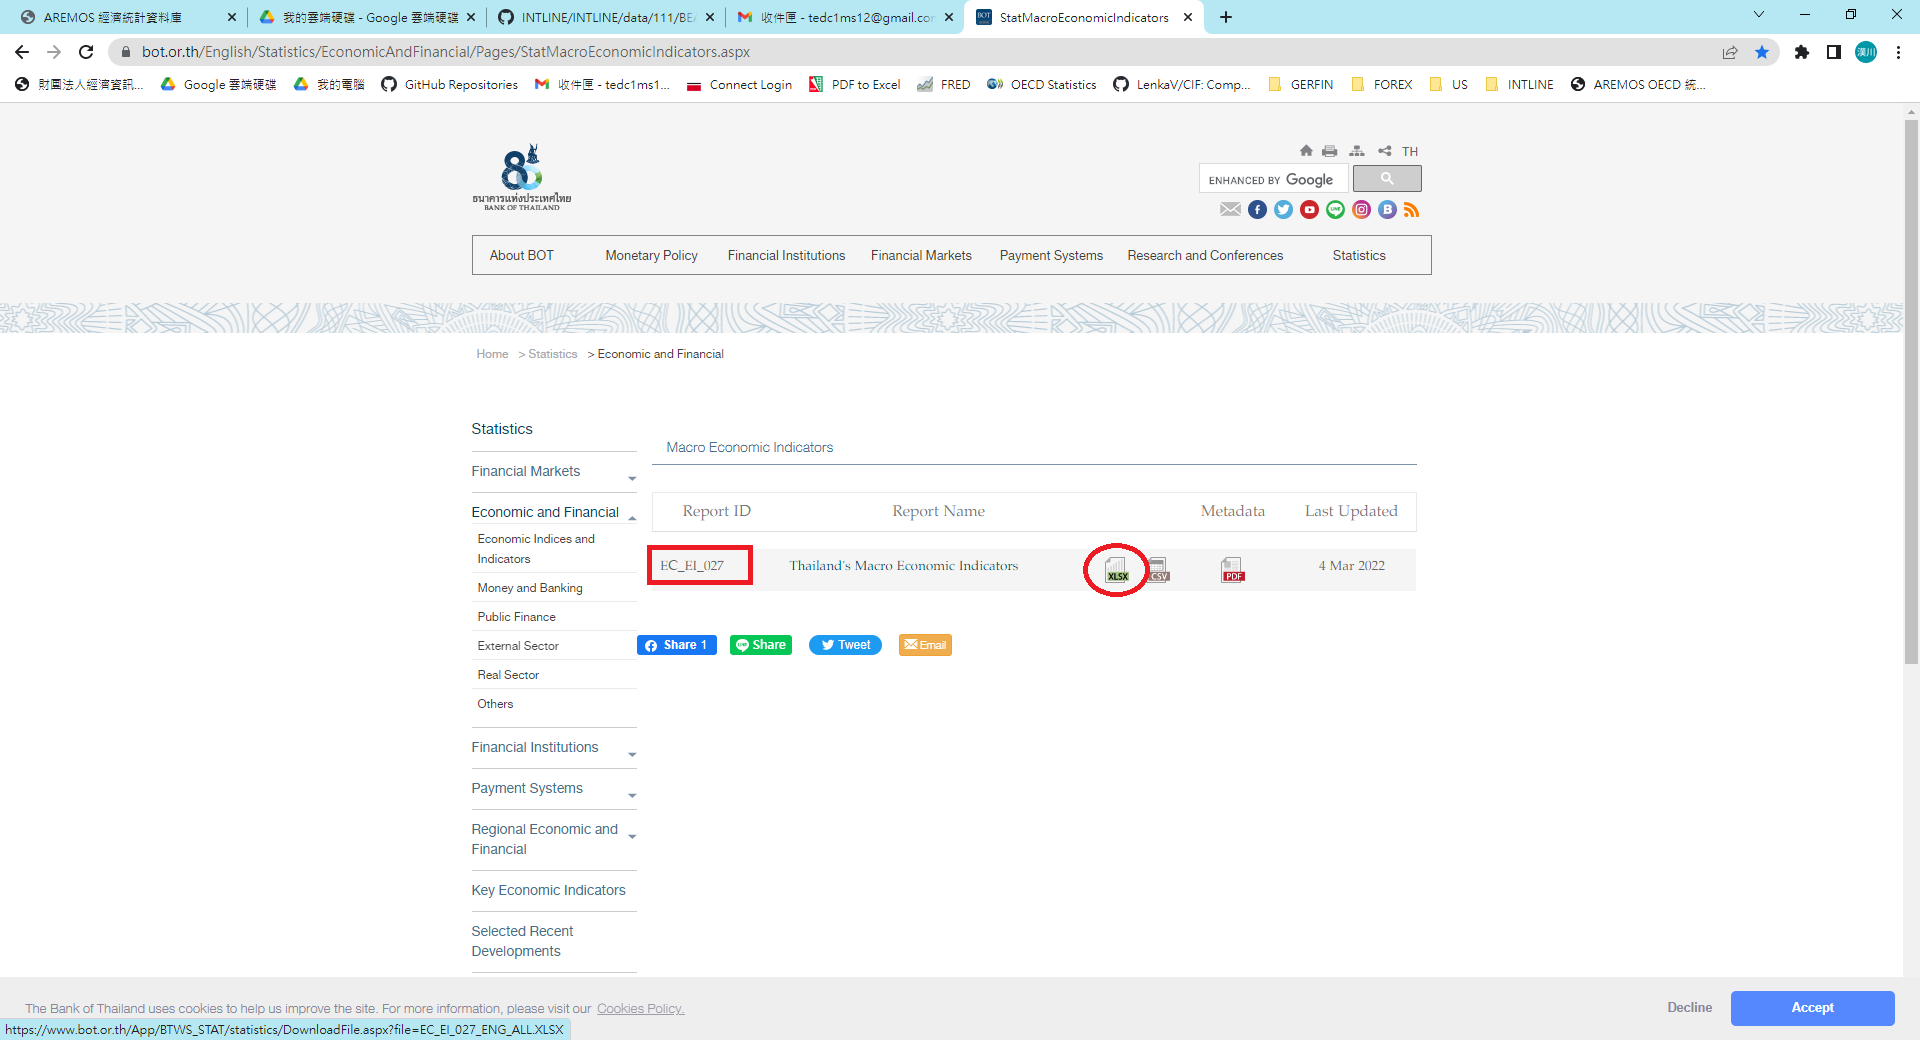 AREMOS 經濟統計資料庫
我的雲端硬碟 - Google 雲端硬碟
INTLINE/INTLINE/data/111/BEA
收件匣 - tedc1ms12@gmail.com
BOT StatMacroEconomicIndicators
bot.or.th/English/Statistics/EconomicAndFinancial/Pages/StatMacroEconomicIndicators.aspx
漢川
財團法人經濟資訊...
Google 雲端硬碟
我的電腦
GitHub Repositories
收件匣 - tedc1ms1...
Connect Login
PDF to Excel
FRED
OECD Statistics
LenkaV/CIF: Comp...
GERFIN
FOREX
US
INTLINE
AREMOS OECD 統...
80
ธนาคารแห่งประเทศไทย
BANK OF THAILAND
TH
ENHANCED BY Google
About BOT
Monetary Policy
Financial Institutions
Financial Markets
Payment Systems
Research and Conferences
Statistics
Home > Statistics > Economic and Financial
Statistics
Financial Markets
Economic and Financial
Economic Indices and
Indicators
Money and Banking
Public Finance
External Sector
Real Sector
Others
Financial Institutions
Payment Systems
Regional Economic and
Financial
Key Economic Indicators
Selected Recent
Developments
Macro Economic Indicators
Report ID Report Name Metadata Last Updated
EC_EI_027 Thailand's Macro Economic Indicators XLSX CSV PDF 4 Mar 2022
Share 1
Share
Tweet
Email
The Bank of Thailand uses cookies to help us improve the site. For more information, please visit our Cookies Policy.
Decline
Accept
https://www.bot.or.th/App/BTWS_STAT/statistics/DownloadFile.aspx?file=EC_EI_027_ENG_ALL.XLSX